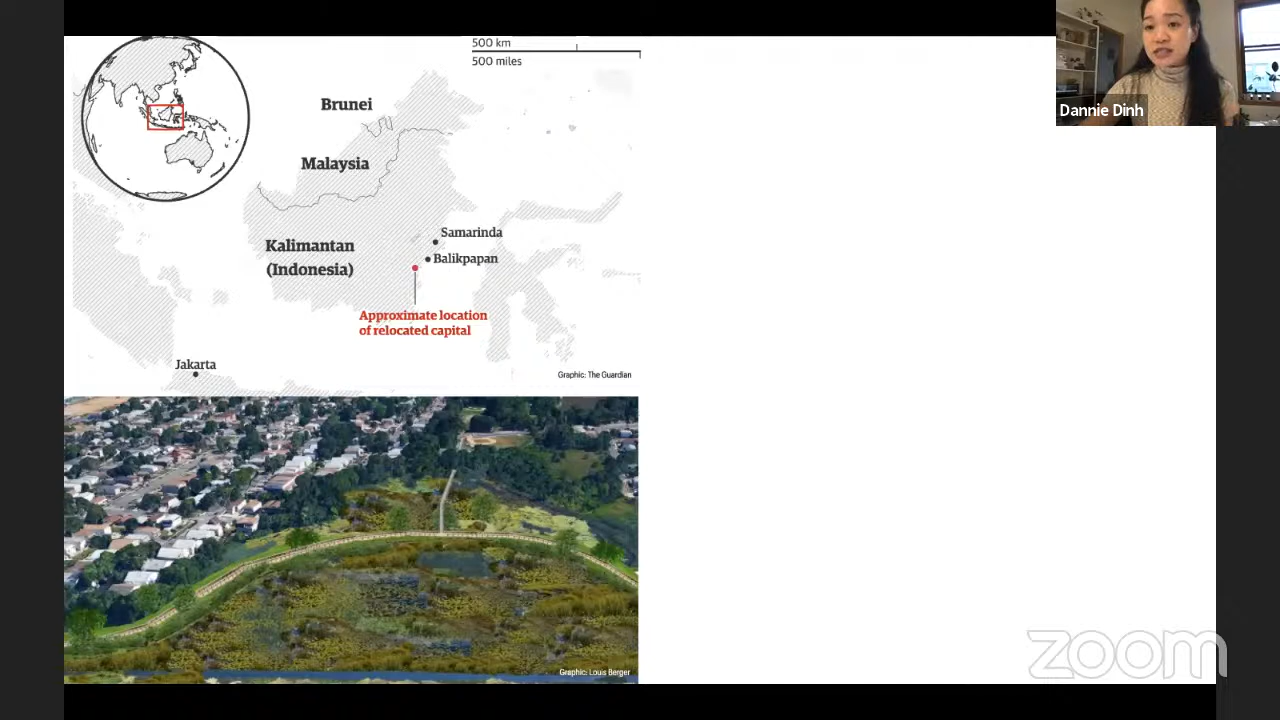 500 km
500 miles
Brunei
Malaysia
Kalimantan
(Indonesia)
Samarinda
Balikpapan
Approximate location
of relocated capital
Jakarta
Graphic: The Guardian
Graphic: Louis Berger
Dannie Dinh
zoom